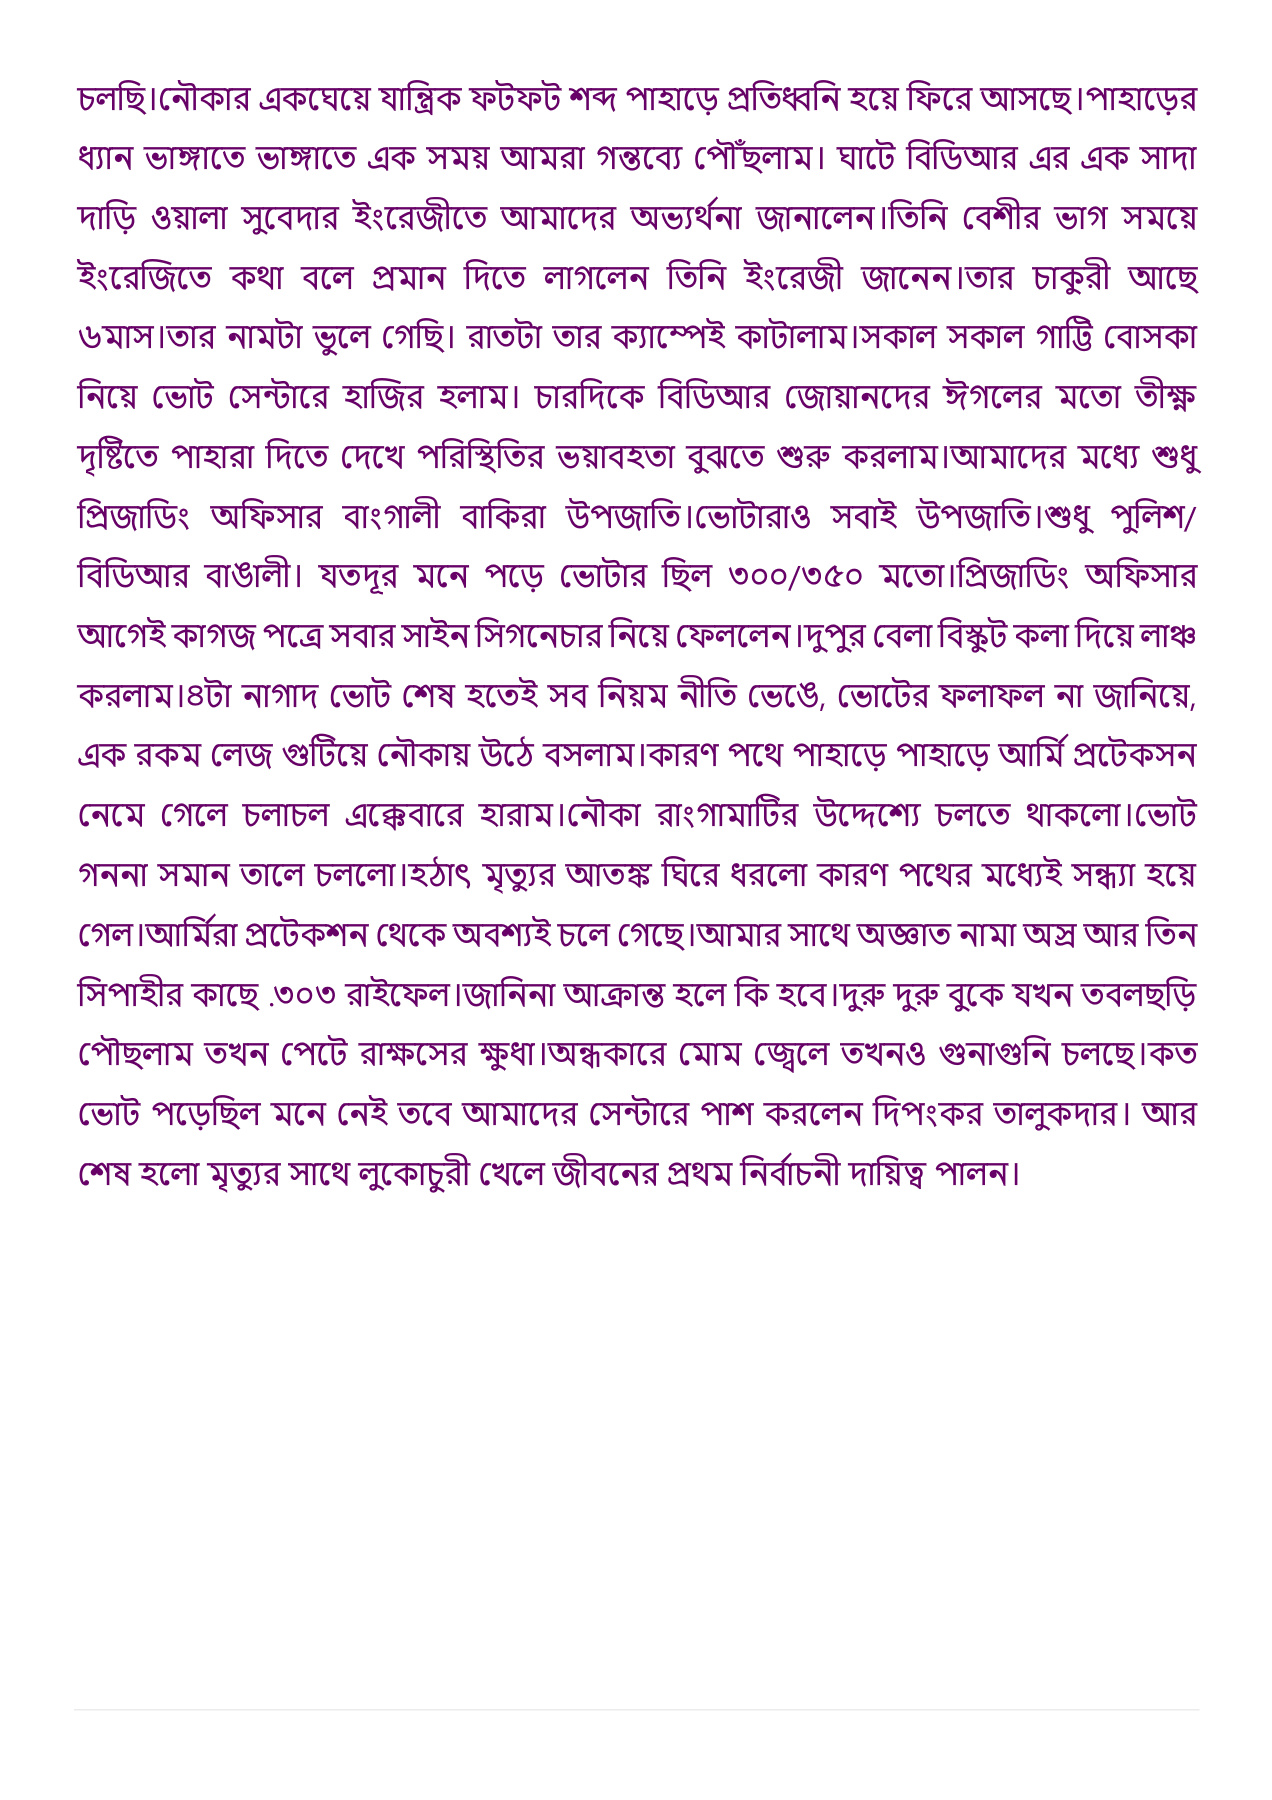 চলছি।নৌকার একঘেয়ে যান্ত্রিক ফটফট শব্দ পাহাড়ে প্রতিধ্বনি হয়ে ফিরে আসছে।পাহাড়ের
ধ্যান ভাঙ্গাতে ভাঙ্গাতে এক সময় আমরা গন্তব্যে পৌঁছলাম। ঘাটে বিডিআর এর এক সাদা
দাড়ি ওয়ালা সুবেদার ইংরেজীতে আমাদের অভ্যর্থনা জানালেন।তিনি বেশীর ভাগ সময়ে
ইংরেজিতে কথা বলে প্রমান দিতে লাগলেন তিনি ইংরেজী জানেন।তার চাকুরী আছে
৬মাস।তার নামটা ভুলে গেছি। রাতটা তার ক্যাম্পেই কাটালাম।সকাল সকাল গাট্টি বোসকা
নিয়ে ভোট সেন্টারে হাজির হলাম। চারদিকে বিডিআর জোয়ানদের ঈগলের মতো তীক্ষ্ণ
দৃষ্টিতে পাহারা দিতে দেখে পরিস্থিতির ভয়াবহতা বুঝতে শুরু করলাম।আমাদের মধ্যে শুধু
প্রিজাডিং অফিসার বাংগালী বাকিরা উপজাতি।ভোটারাও সবাই উপজাতি।শুধু পুলিশ/
বিডিআর বাঙালী। যতদূর মনে পড়ে ভোটার ছিল ৩০০/৩৫০ মতো।প্রিজাডিং অফিসার
আগেই কাগজ পত্রে সবার সাইন সিগনেচার নিয়ে ফেললেন।দুপুর বেলা বিস্কুট কলা দিয়ে লাঞ্চ
করলাম।৪টা নাগাদ ভোট শেষ হতেই সব নিয়ম নীতি ভেঙে, ভোটের ফলাফল না জানিয়ে,
এক রকম লেজ গুটিয়ে নৌকায় উঠে বসলাম।কারণ পথে পাহাড়ে পাহাড়ে আর্মি প্রটেকসন
নেমে গেলে চলাচল এক্কেবারে হারাম।নৌকা রাংগামাটির উদ্দেশ্যে চলতে থাকলো।ভোট
গননা সমান তালে চললো।হঠাৎ মৃত্যুর আতঙ্ক ঘিরে ধরলো কারণ পথের মধ্যেই সন্ধ্যা হয়ে
গেল।আর্মিরা প্রটেকশন থেকে অবশ্যই চলে গেছে।আমার সাথে অজ্ঞাত নামা অস্র আর তিন
সিপাহীর কাছে .৩০৩ রাইফেল।জানিনা আক্রান্ত হলে কি হবে।দুরু দুরু বুকে যখন তবলছড়ি
পৌছলাম তখন পেটে রাক্ষসের ক্ষুধা।অন্ধকারে মোম জ্বেলে তখনও গুনাগুনি চলছে।কত
ভোট পড়েছিল মনে নেই তবে আমাদের সেন্টারে পাশ করলেন দিপংকর তালুকদার। আর
শেষ হলো মৃত্যুর সাথে লুকোচুরী খেলে জীবনের প্রথম নির্বাচনী দায়িত্ব পালন।